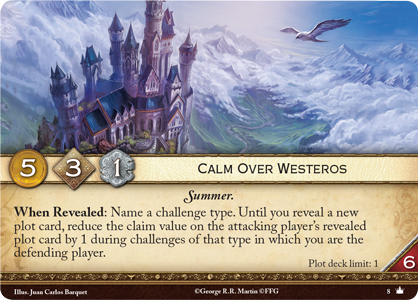 5 3 1 CALM OVER WESTEROS
Summer.
When Revealed: Name a challenge type. Until you reveal a new
plot card, reduce the claim value on the attacking player's revealed
plot card by 1 during challenges of that type in which you are the
defending player.
Plot deck limit: 1
6
Illus. Juan Carlos Barquet ©George R.R. Martin ©FFG 8